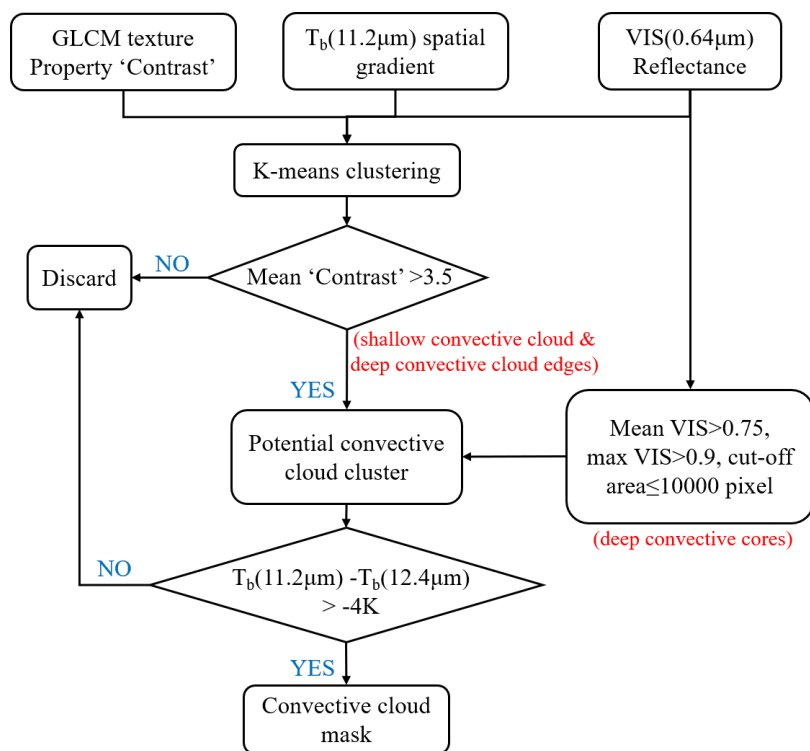 GLCM texture
Property ‘Contrast’
T_b(11.2μm) spatial
gradient
VIS(0.64μm)
Reflectance
K-means clustering
Mean ‘Contrast’ >3.5
NO
Discard
(shallow convective cloud &
deep convective cloud edges)
YES
Potential convective
cloud cluster
Mean VIS>0.75,
max VIS>0.9, cut-off
area≤10000 pixel
(deep convective cores)
NO
T_b(11.2μm) -T_b(12.4μm)
> -4K
YES
Convective cloud
mask